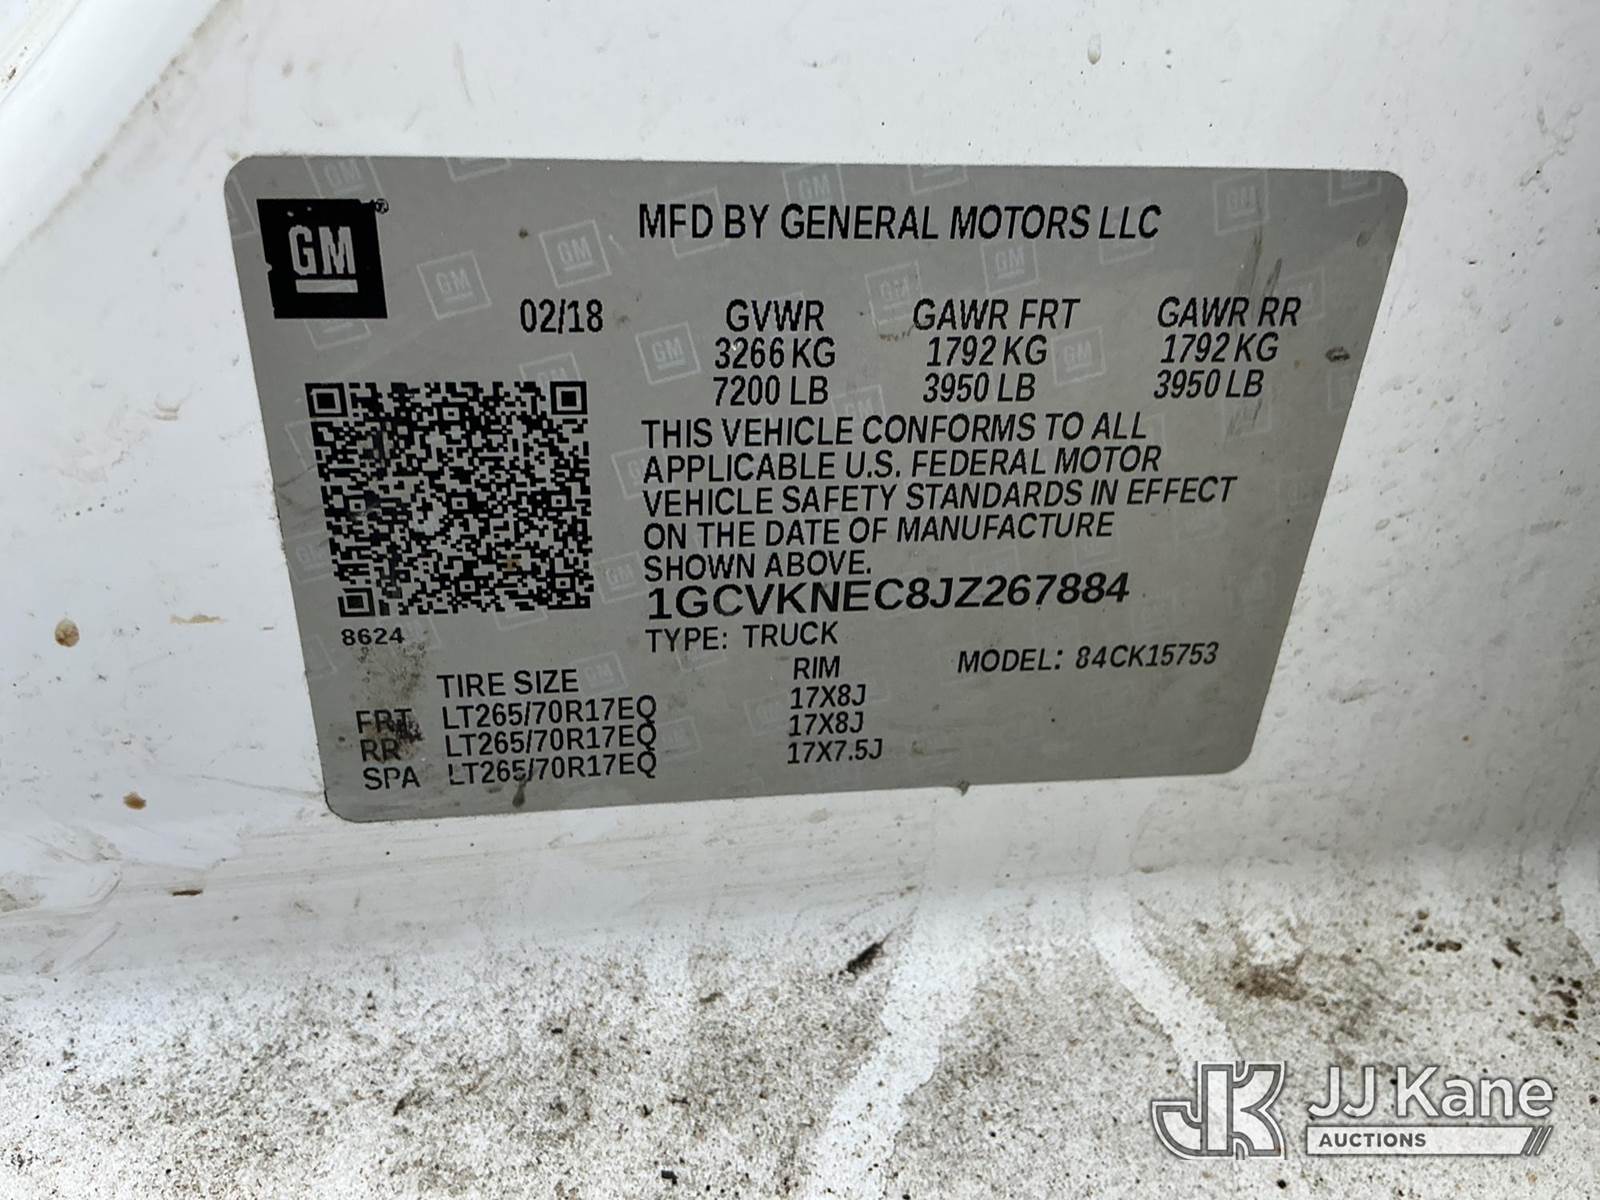 GM
MFD BY GENERAL MOTORS LLC
02/18 GVWR GAWR FRT GAWR RR
3266 KG 1792 KG 1792 KG
7200 LB 3950 LB 3950 LB
THIS VEHICLE CONFORMS TO ALL
APPLICABLE U.S. FEDERAL MOTOR
VEHICLE SAFETY STANDARDS IN EFFECT
ON THE DATE OF MANUFACTURE
SHOWN ABOVE.
1GCVKNEC8JZ267884
8624
TYPE: TRUCK
MODEL: 84CK15753
TIRE SIZE RIM
FRT LT265/70R17EQ 17X8J
RR LT265/70R17EQ 17X8J
SPA LT265/70R17EQ 17X7.5J
JK JJ Kane
AUCTIONS